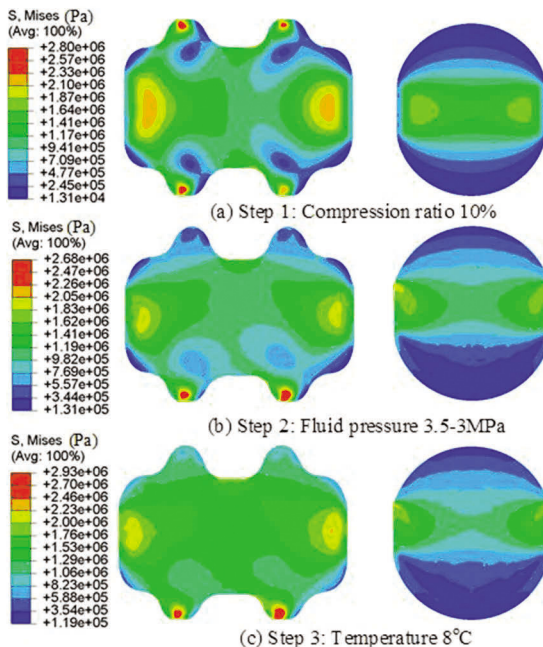 S, Mises (Pa)
(Avg: 100%)
+2.80e+06
+2.57e+06
+2.33e+06
+2.10e+06
+1.87e+06
+1.64e+06
+1.41e+06
+1.17e+06
+9.41e+05
+7.09e+05
+4.77e+05
+2.45e+05
+1.31e+04
(a) Step 1: Compression ratio 10%
S, Mises (Pa)
(Avg: 100%)
+2.68e+06
+2.47e+06
+2.26e+06
+2.05e+06
+1.83e+06
+1.62e+06
+1.41e+06
+1.19e+06
+9.82e+05
+7.69e+05
+5.57e+05
+3.44e+05
+1.31e+05
(b) Step 2: Fluid pressure 3.5-3MPa
S, Mises (Pa)
(Avg: 100%)
+2.93e+06
+2.70e+06
+2.46e+06
+2.23e+06
+2.00e+06
+1.76e+06
+1.53e+06
+1.29e+06
+1.06e+06
+8.23e+05
+5.88e+05
+3.54e+05
+1.19e+05
(c) Step 3: Temperature 8°C